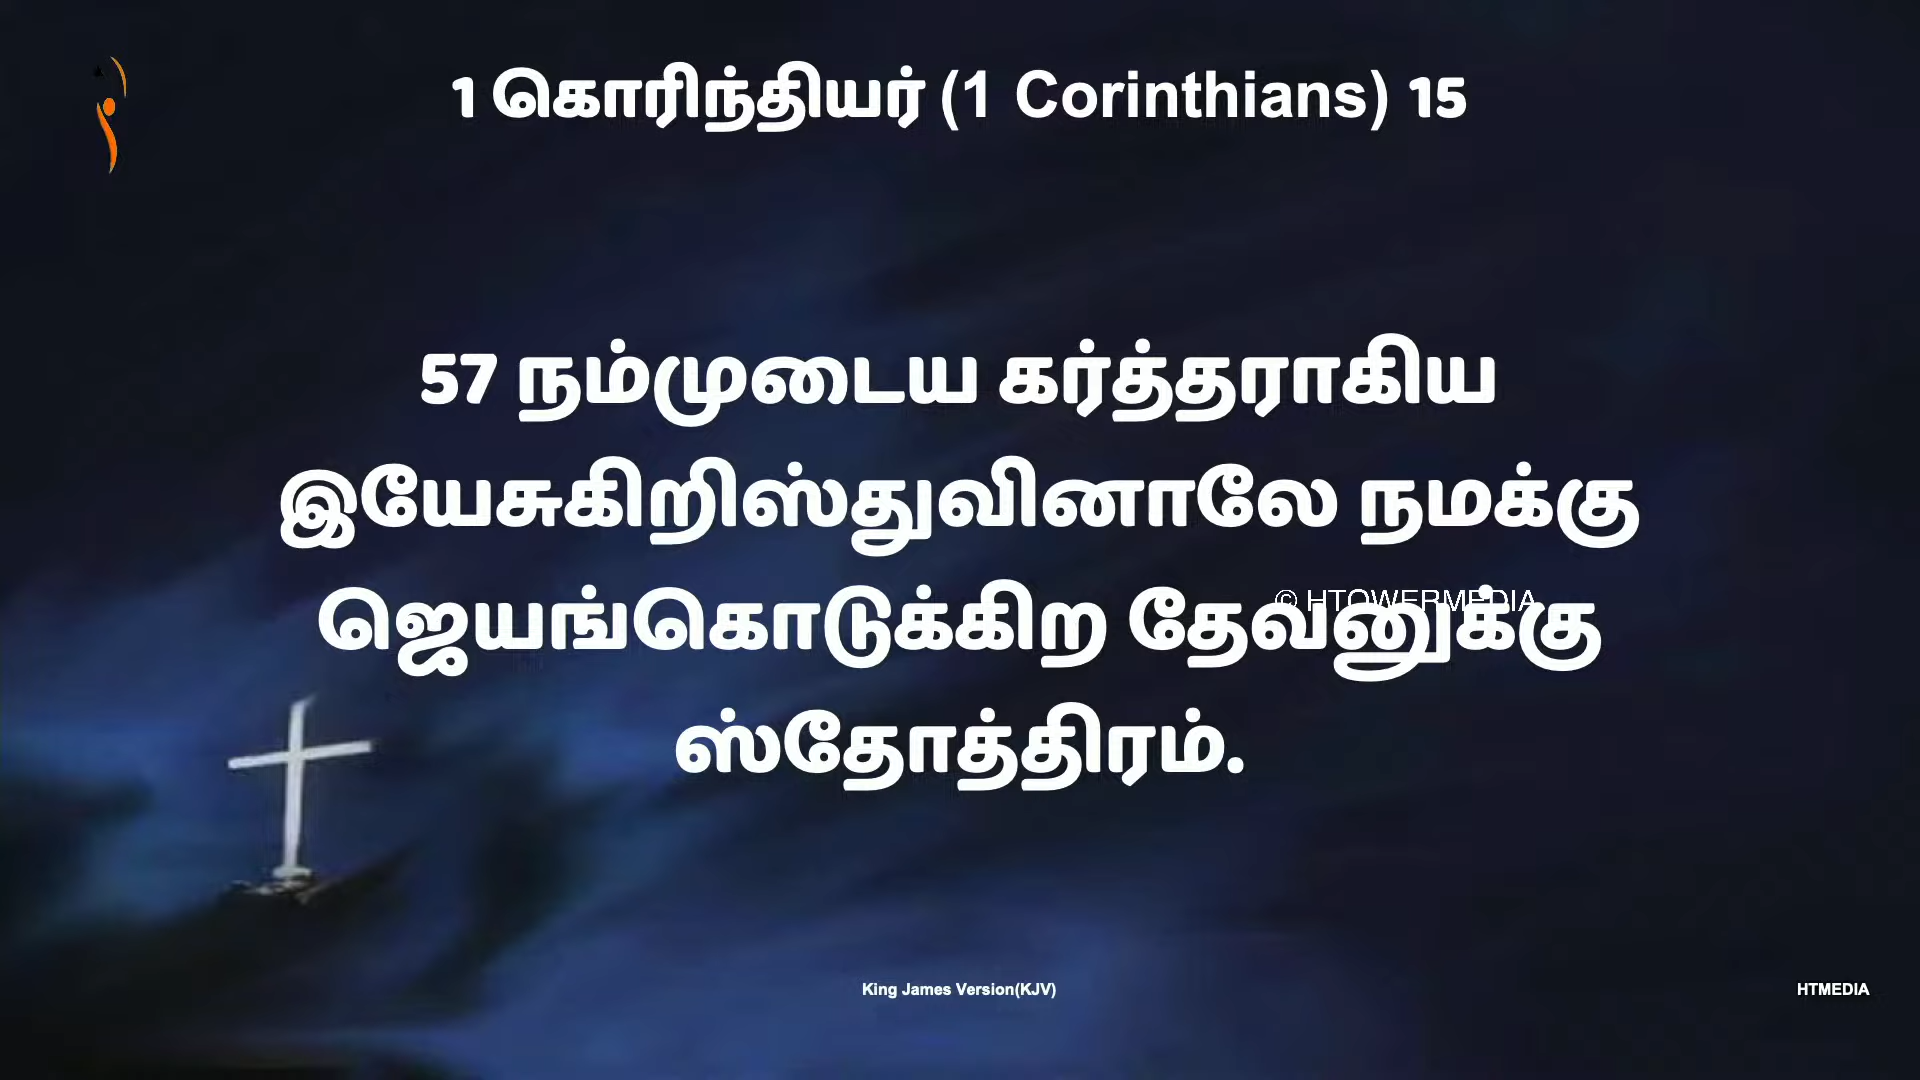 1 கொரிந்தியர் (1 Corinthians) 15
57 நம்முடைய கர்த்தராகிய
இயேசுகிறிஸ்துவினாலே நமக்கு
ஜெயங்கொடுக்கிற தேவனுக்கு
© HTOWERMEDIA
ஸ்தோத்திரம்.
King James Version(KJV)
HTMEDIA